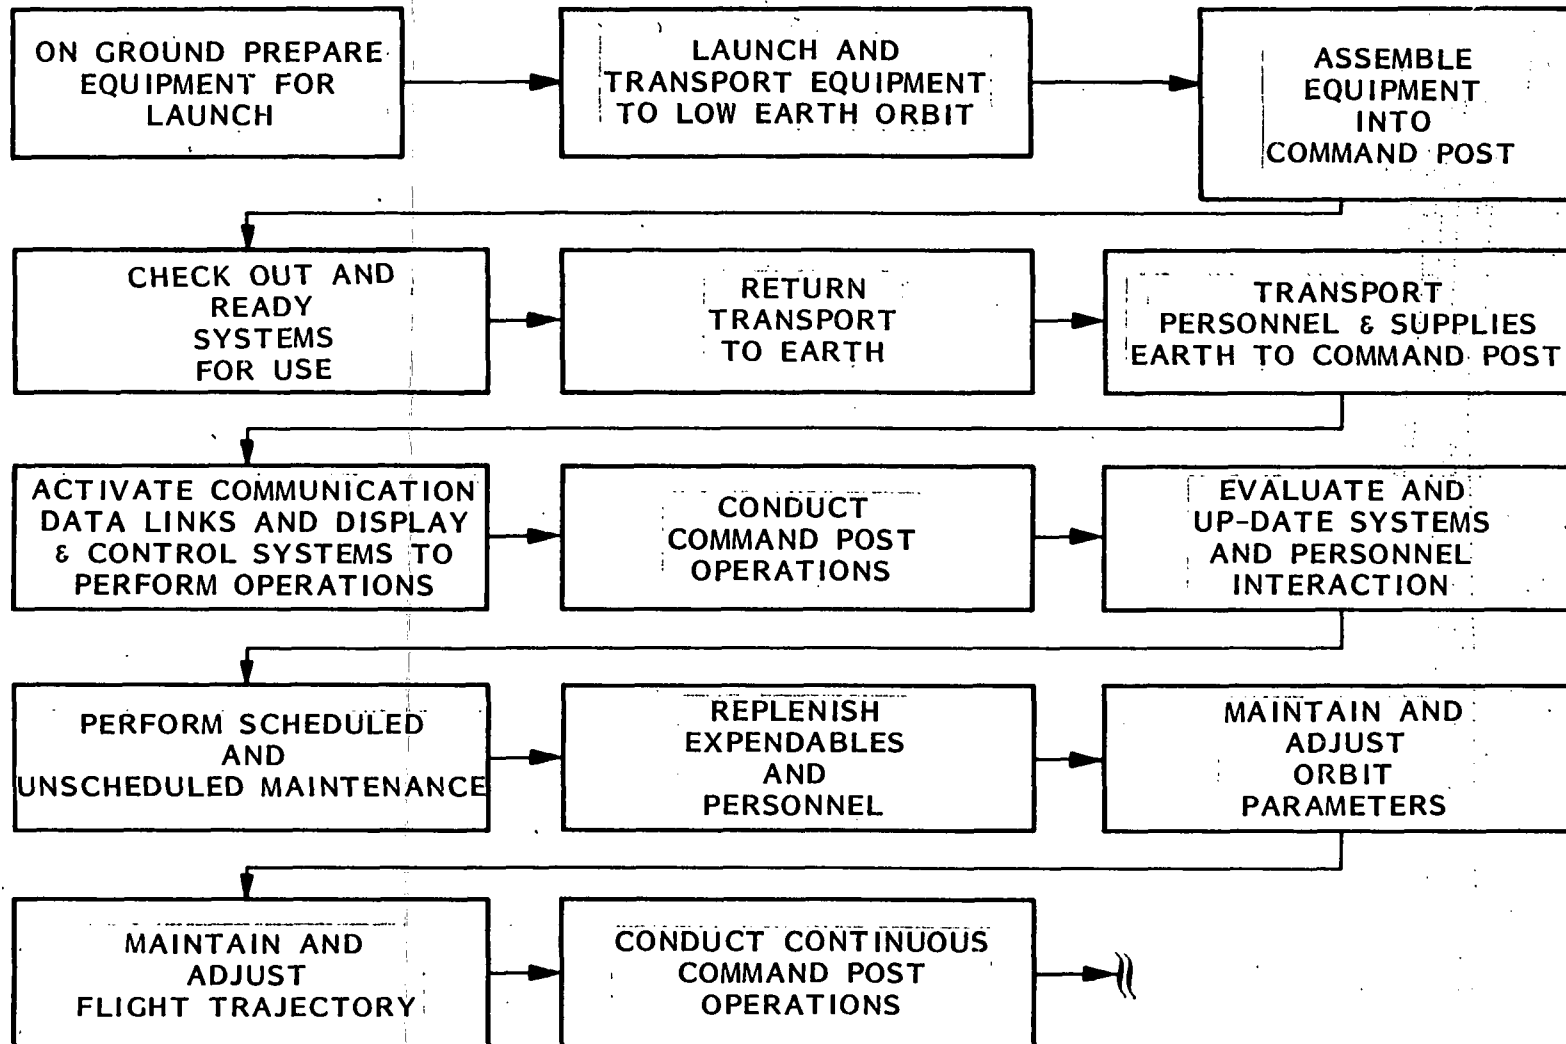 ON GROUND PREPARE
EQUIPMENT FOR
LAUNCH
LAUNCH AND
TRANSPORT EQUIPMENT
TO LOW EARTH ORBIT
ASSEMBLE
EQUIPMENT
INTO
COMMAND POST
CHECK OUT AND
READY
SYSTEMS
FOR USE
RETURN
TRANSPORT
TO EARTH
TRANSPORT
PERSONNEL & SUPPLIES
EARTH TO COMMAND POST
ACTIVATE COMMUNICATION
DATA LINKS AND DISPLAY
& CONTROL SYSTEMS TO
PERFORM OPERATIONS
CONDUCT
COMMAND POST
OPERATIONS
EVALUATE AND
UP-DATE SYSTEMS
AND PERSONNEL
INTERACTION
PERFORM SCHEDULED
AND
UNSCHEDULED MAINTENANCE
REPLENISH
EXPENDABLES
AND
PERSONNEL
MAINTAIN AND
ADJUST
ORBIT
PARAMETERS
MAINTAIN AND
ADJUST
FLIGHT TRAJECTORY
CONDUCT CONTINUOUS
COMMAND POST
OPERATIONS